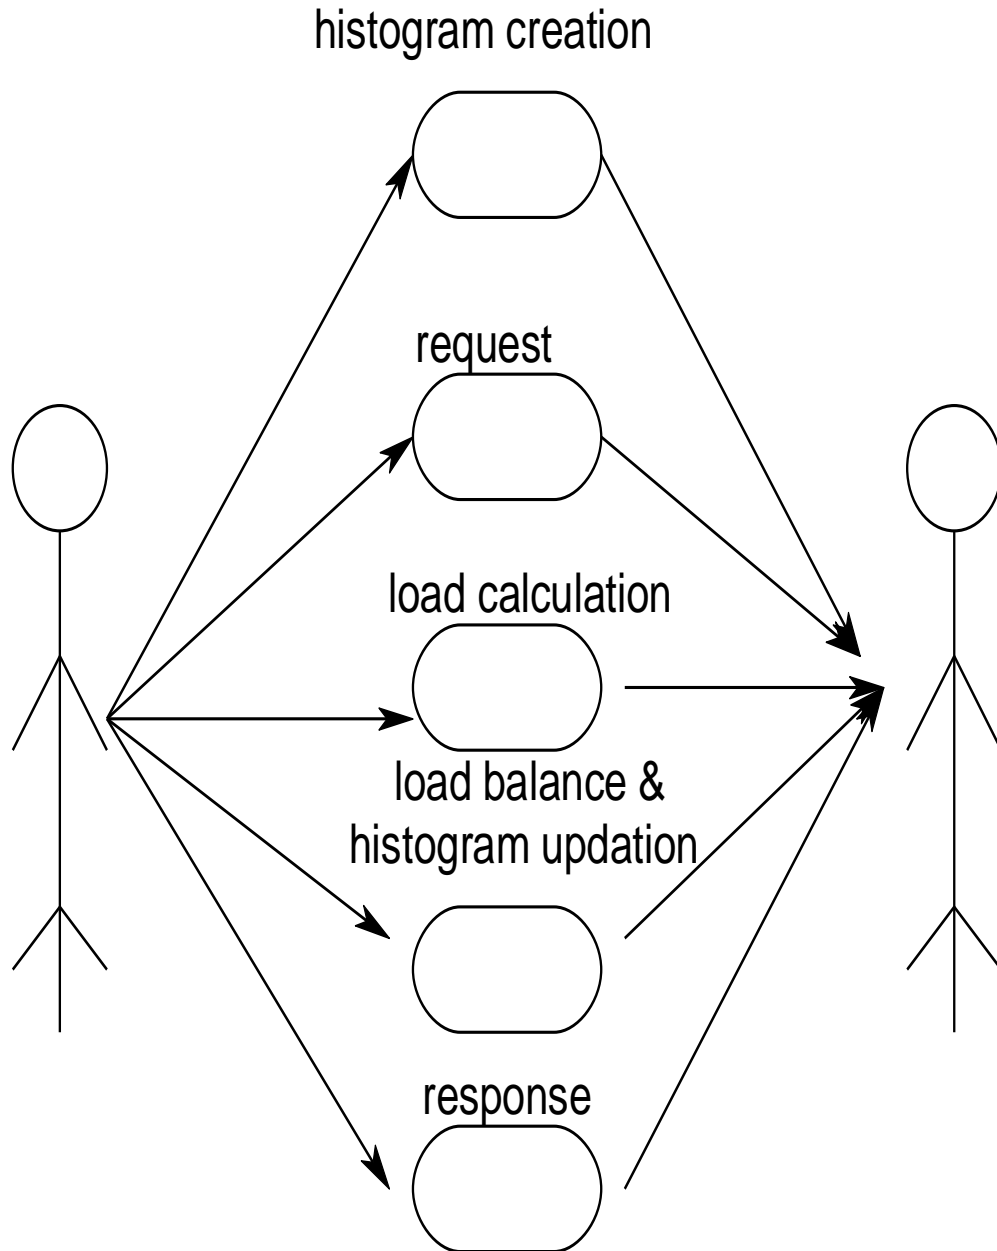 histogram creation
request
load calculation
load balance &
histogram updation
response